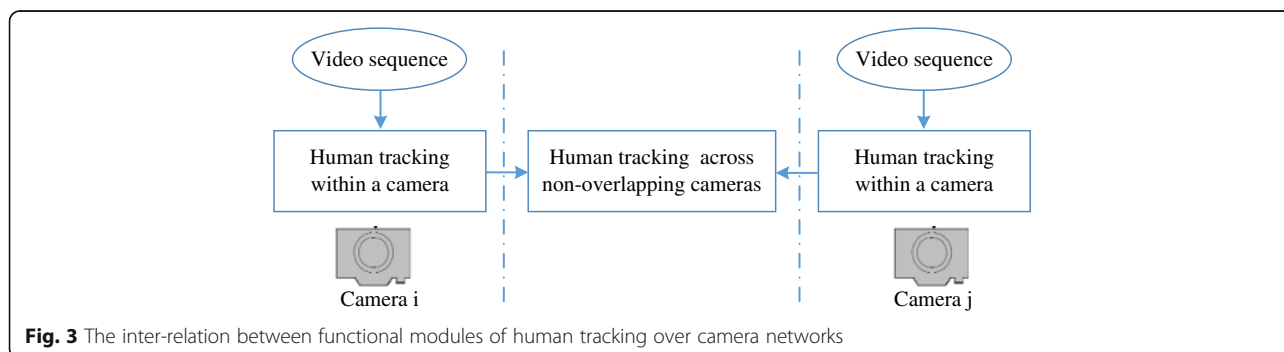 Video sequence
Video sequence
Human tracking
within a camera
Human tracking across
non-overlapping cameras
Human tracking
within a camera
Camera i
Camera j
Fig. 3 The inter-relation between functional modules of human tracking over camera networks